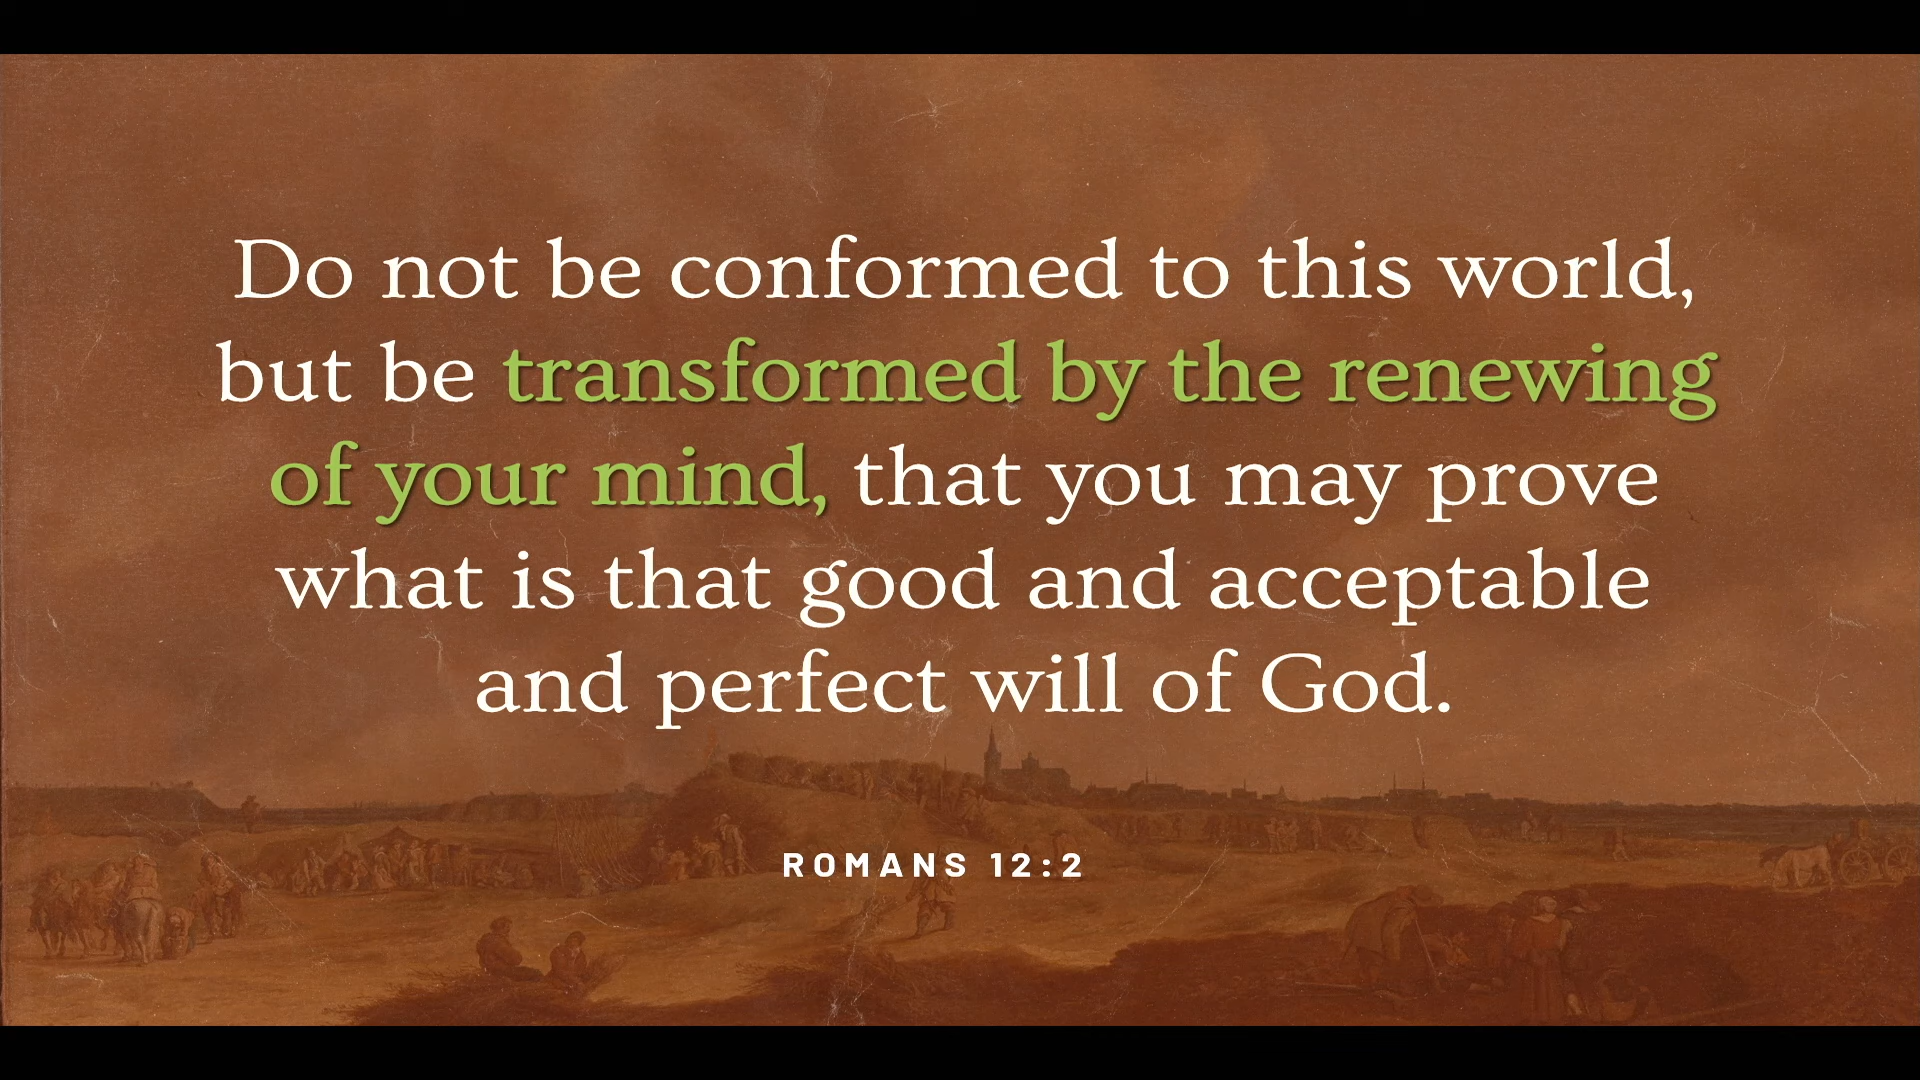 Do not be conformed to this world,
but be transformed by the renewing
of your mind, that you may prove
what is that good and acceptable
and perfect will of God.
ROMANS 12:2